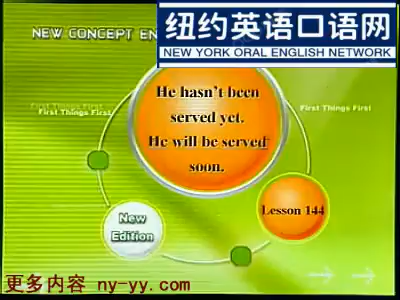 NEW CONCEPT EN
纽约英语口语网
NEW YORK ORAL ENGLISH NETWORK
He hasn't been
served yet.
He will be served
soon.
First Things First
First Things First
First Things First
Lesson 144
New
Edition
更多内容 ny-yy.com